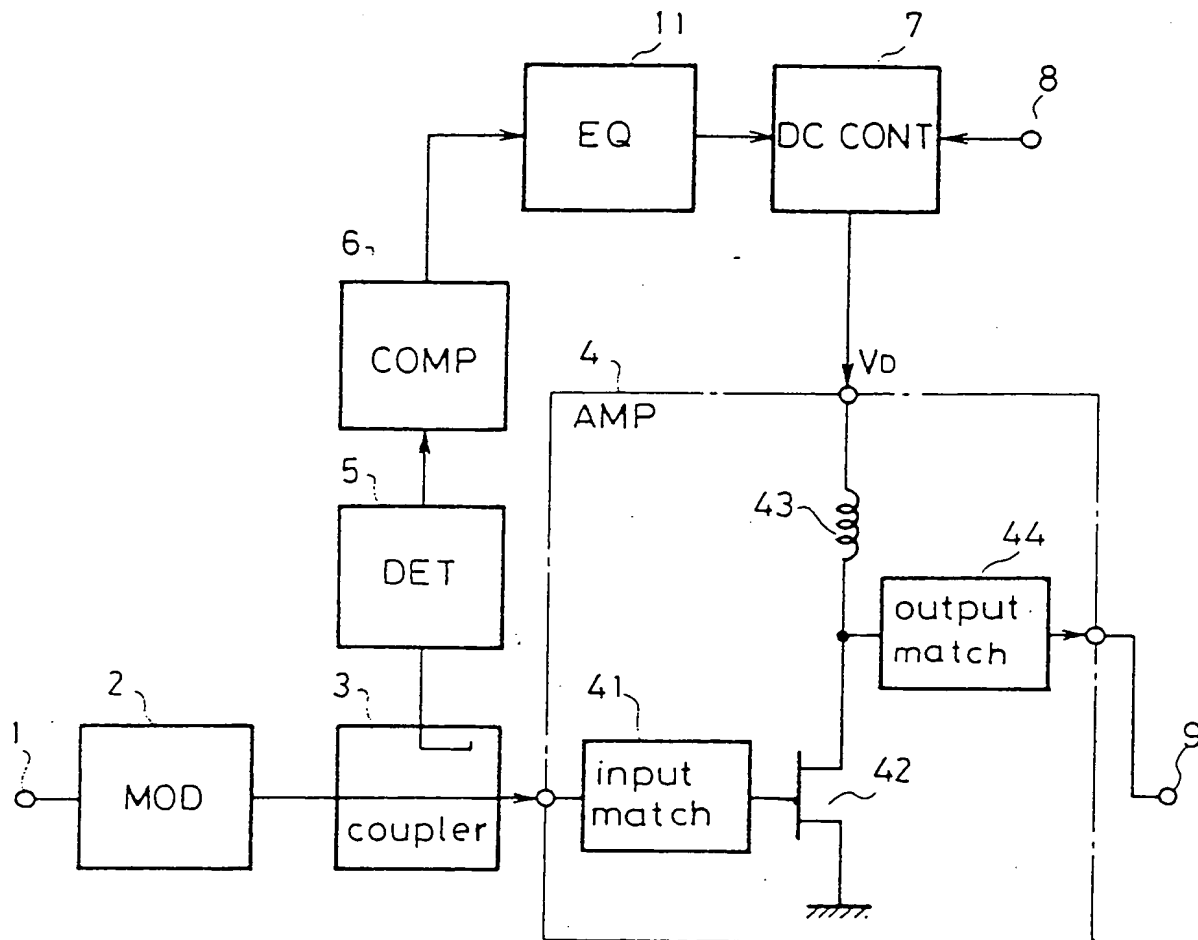 11
7
EQ
DC CONT
8
6
COMP
4
VD
AMP
5
43
DET
44
output
match
3
41
2
1
MOD
coupler
input
match
42
9